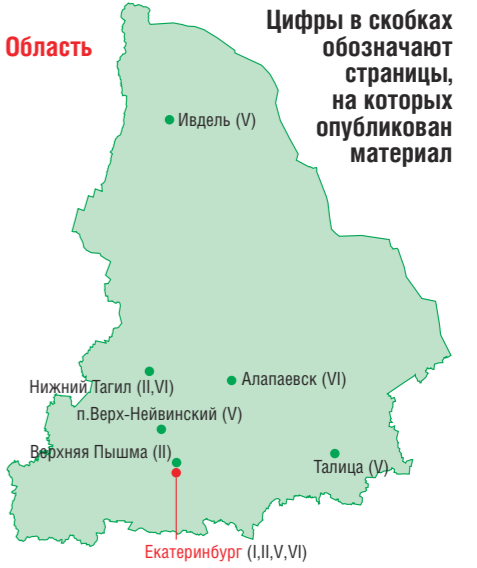 Область
Цифры в скобках
обозначают
страницы,
на которых
опубликован
материал
Ивдель (V)
Нижний Тагил (II,VI)
Алапаевск (VI)
п.Верх-Нейвинский (V)
Верхняя Пышма (II)
Талица (V)
Екатеринбург (I,II,V,VI)